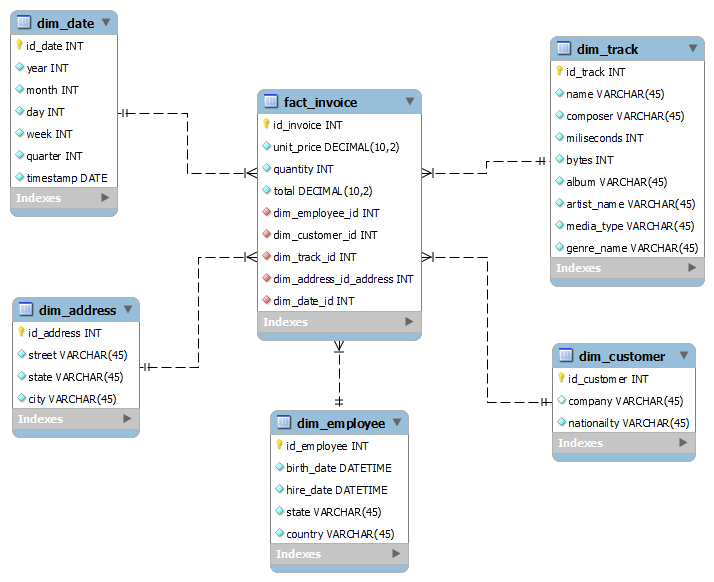 dim_date
id_date INT
year INT
month INT
day INT
week INT
quarter INT
timestamp DATE
Indexes
fact_invoice
id_invoice INT
unit_price DECIMAL(10,2)
quantity INT
total DECIMAL(10,2)
dim_employee_id INT
dim_customer_id INT
dim_track_id INT
dim_address_id_address INT
dim_date_id INT
Indexes
dim_track
id_track INT
name VARCHAR(45)
composer VARCHAR(45)
miliseconds INT
bytes INT
album VARCHAR(45)
artist_name VARCHAR(45)
media_type VARCHAR(45)
genre_name VARCHAR(45)
Indexes
dim_address
id_address INT
street VARCHAR(45)
state VARCHAR(45)
city VARCHAR(45)
Indexes
dim_employee
id_employee INT
birth_date DATETIME
hire_date DATETIME
state VARCHAR(45)
country VARCHAR(45)
Indexes
dim_customer
id_customer INT
company VARCHAR(45)
nationailty VARCHAR(45)
Indexes